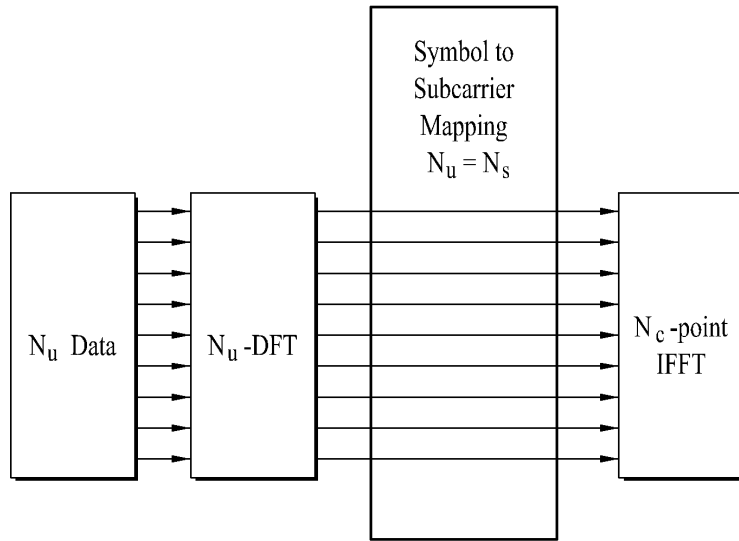 Symbol to
Subcarrier
Mapping
N_u = N_s
N_u Data
N_u -DFT
N_c -point
IFFT